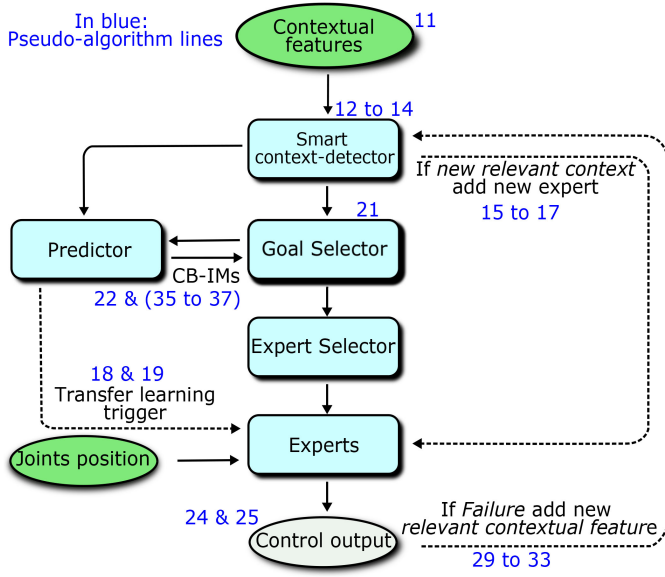 In blue:
Pseudo-algorithm lines
Contextual
features
11
12 to 14
Smart
context-detector
If new relevant context
add new expert
15 to 17
21
Predictor
Goal Selector
CB-IMs
22 & (35 to 37)
Expert Selector
18 & 19
Transfer learning
trigger
Experts
Joints position
24 & 25
Control output
If Failure add new
relevant contextual feature
29 to 33